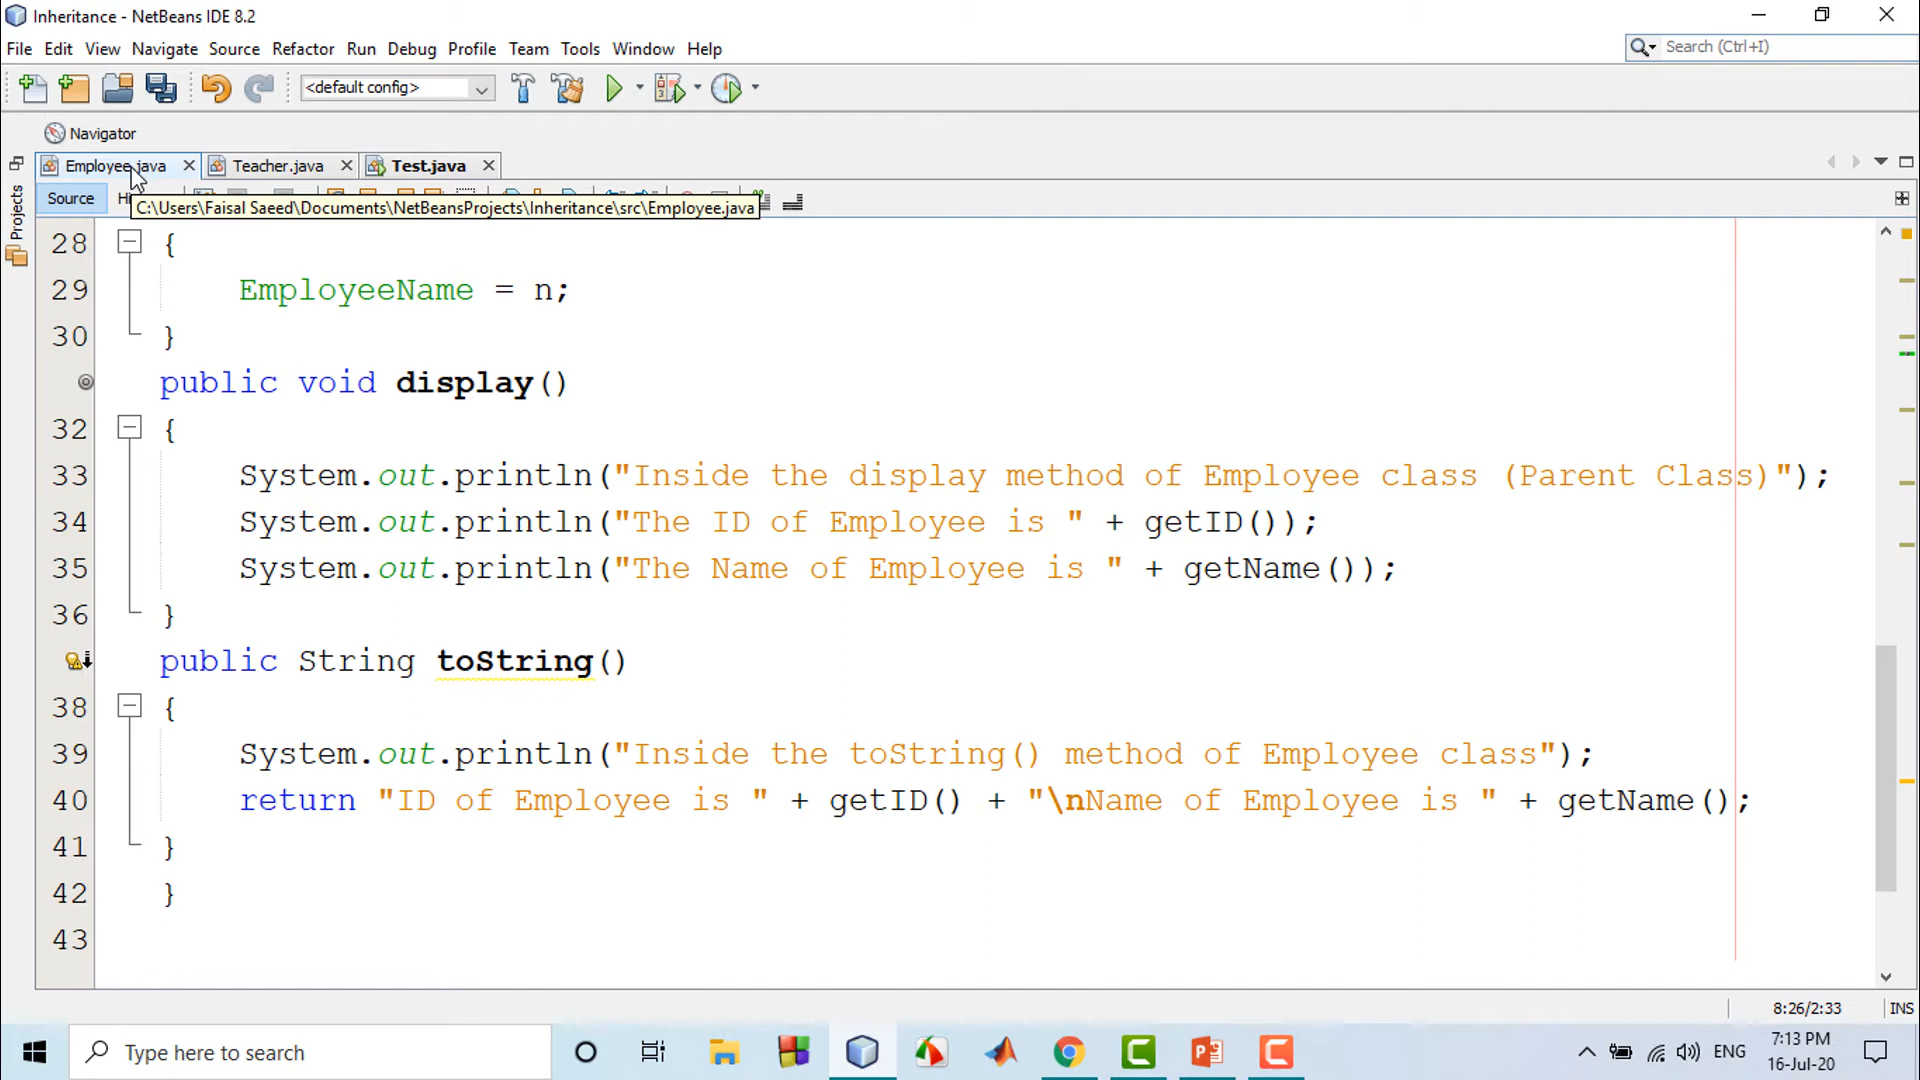 Inheritance - NetBeans IDE 8.2
File Edit View Navigate Source Refactor Run Debug Profile Team Tools Window Help
Search (Ctrl+I)
<default config>
Navigator
Employee.java Teacher.java Test.java
Projects
Source
C:\Users\Faisal Saeed\Documents\NetBeansProjects\Inheritance\src\Employee.java
28 {
29 EmployeeName = n;
30 }
public void display()
32 {
33 System.out.println("Inside the display method of Employee class (Parent Class)");
34 System.out.println("The ID of Employee is " + getID());
35 System.out.println("The Name of Employee is " + getName());
36 }
public String toString()
38 {
39 System.out.println("Inside the toString() method of Employee class");
40 return "ID of Employee is " + getID() + "\nName of Employee is " + getName();
41 }
42 }
43
8:26/2:33 INS
Type here to search
ENG
7:13 PM
16-Jul-20